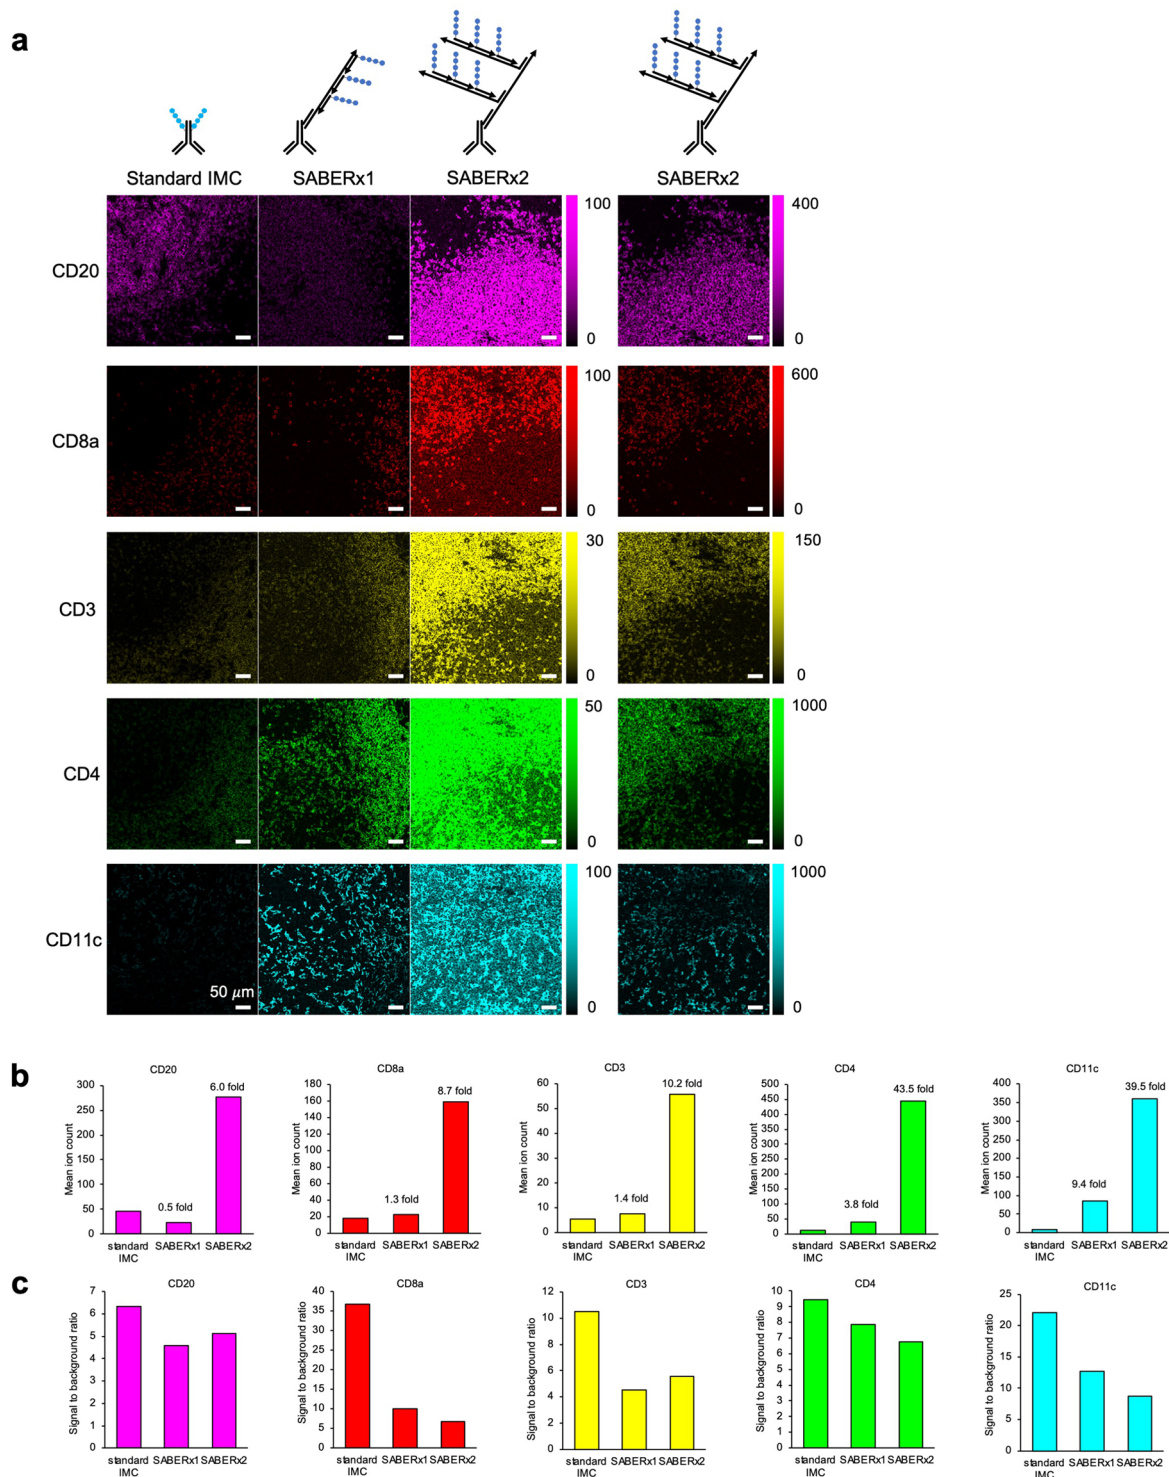 a
Standard IMC SABERx1 SABERx2 SABERx2
CD20 100 0 400 0
CD8a 100 0 600 0
CD3 30 0 150 0
CD4 50 0 1000 0
CD11c 100 0 1000 0
50 μm
b
CD20
Mean ion count
300
250
200
150
100
50
0
0.5 fold
6.0 fold
standard IMC SABERx1 SABERx2
CD8a
Mean ion count
180
160
140
120
100
80
60
40
20
0
1.3 fold
8.7 fold
standard IMC SABERx1 SABERx2
CD3
Mean ion count
60
50
40
30
20
10
0
1.4 fold
10.2 fold
standard IMC SABERx1 SABERx2
CD4
Mean ion count
500
450
400
350
300
250
200
150
100
50
0
3.8 fold
43.5 fold
standard IMC SABERx1 SABERx2
CD11c
Mean ion count
400
350
300
250
200
150
100
50
0
9.4 fold
39.5 fold
standard IMC SABERx1 SABERx2
c
CD20
Signal to background ratio
7
6
5
4
3
2
1
0
standard IMC SABERx1 SABERx2
CD8a
Signal to background ratio
40
35
30
25
20
15
10
5
0
standard IMC SABERx1 SABERx2
CD3
Signal to background ratio
12
10
8
6
4
2
0
standard IMC SABERx1 SABERx2
CD4
Signal to background ratio
10
9
8
7
6
5
4
3
2
1
0
standard IMC SABERx1 SABERx2
CD11c
Signal to background ratio
25
20
15
10
5
0
standard IMC SABERx1 SABERx2